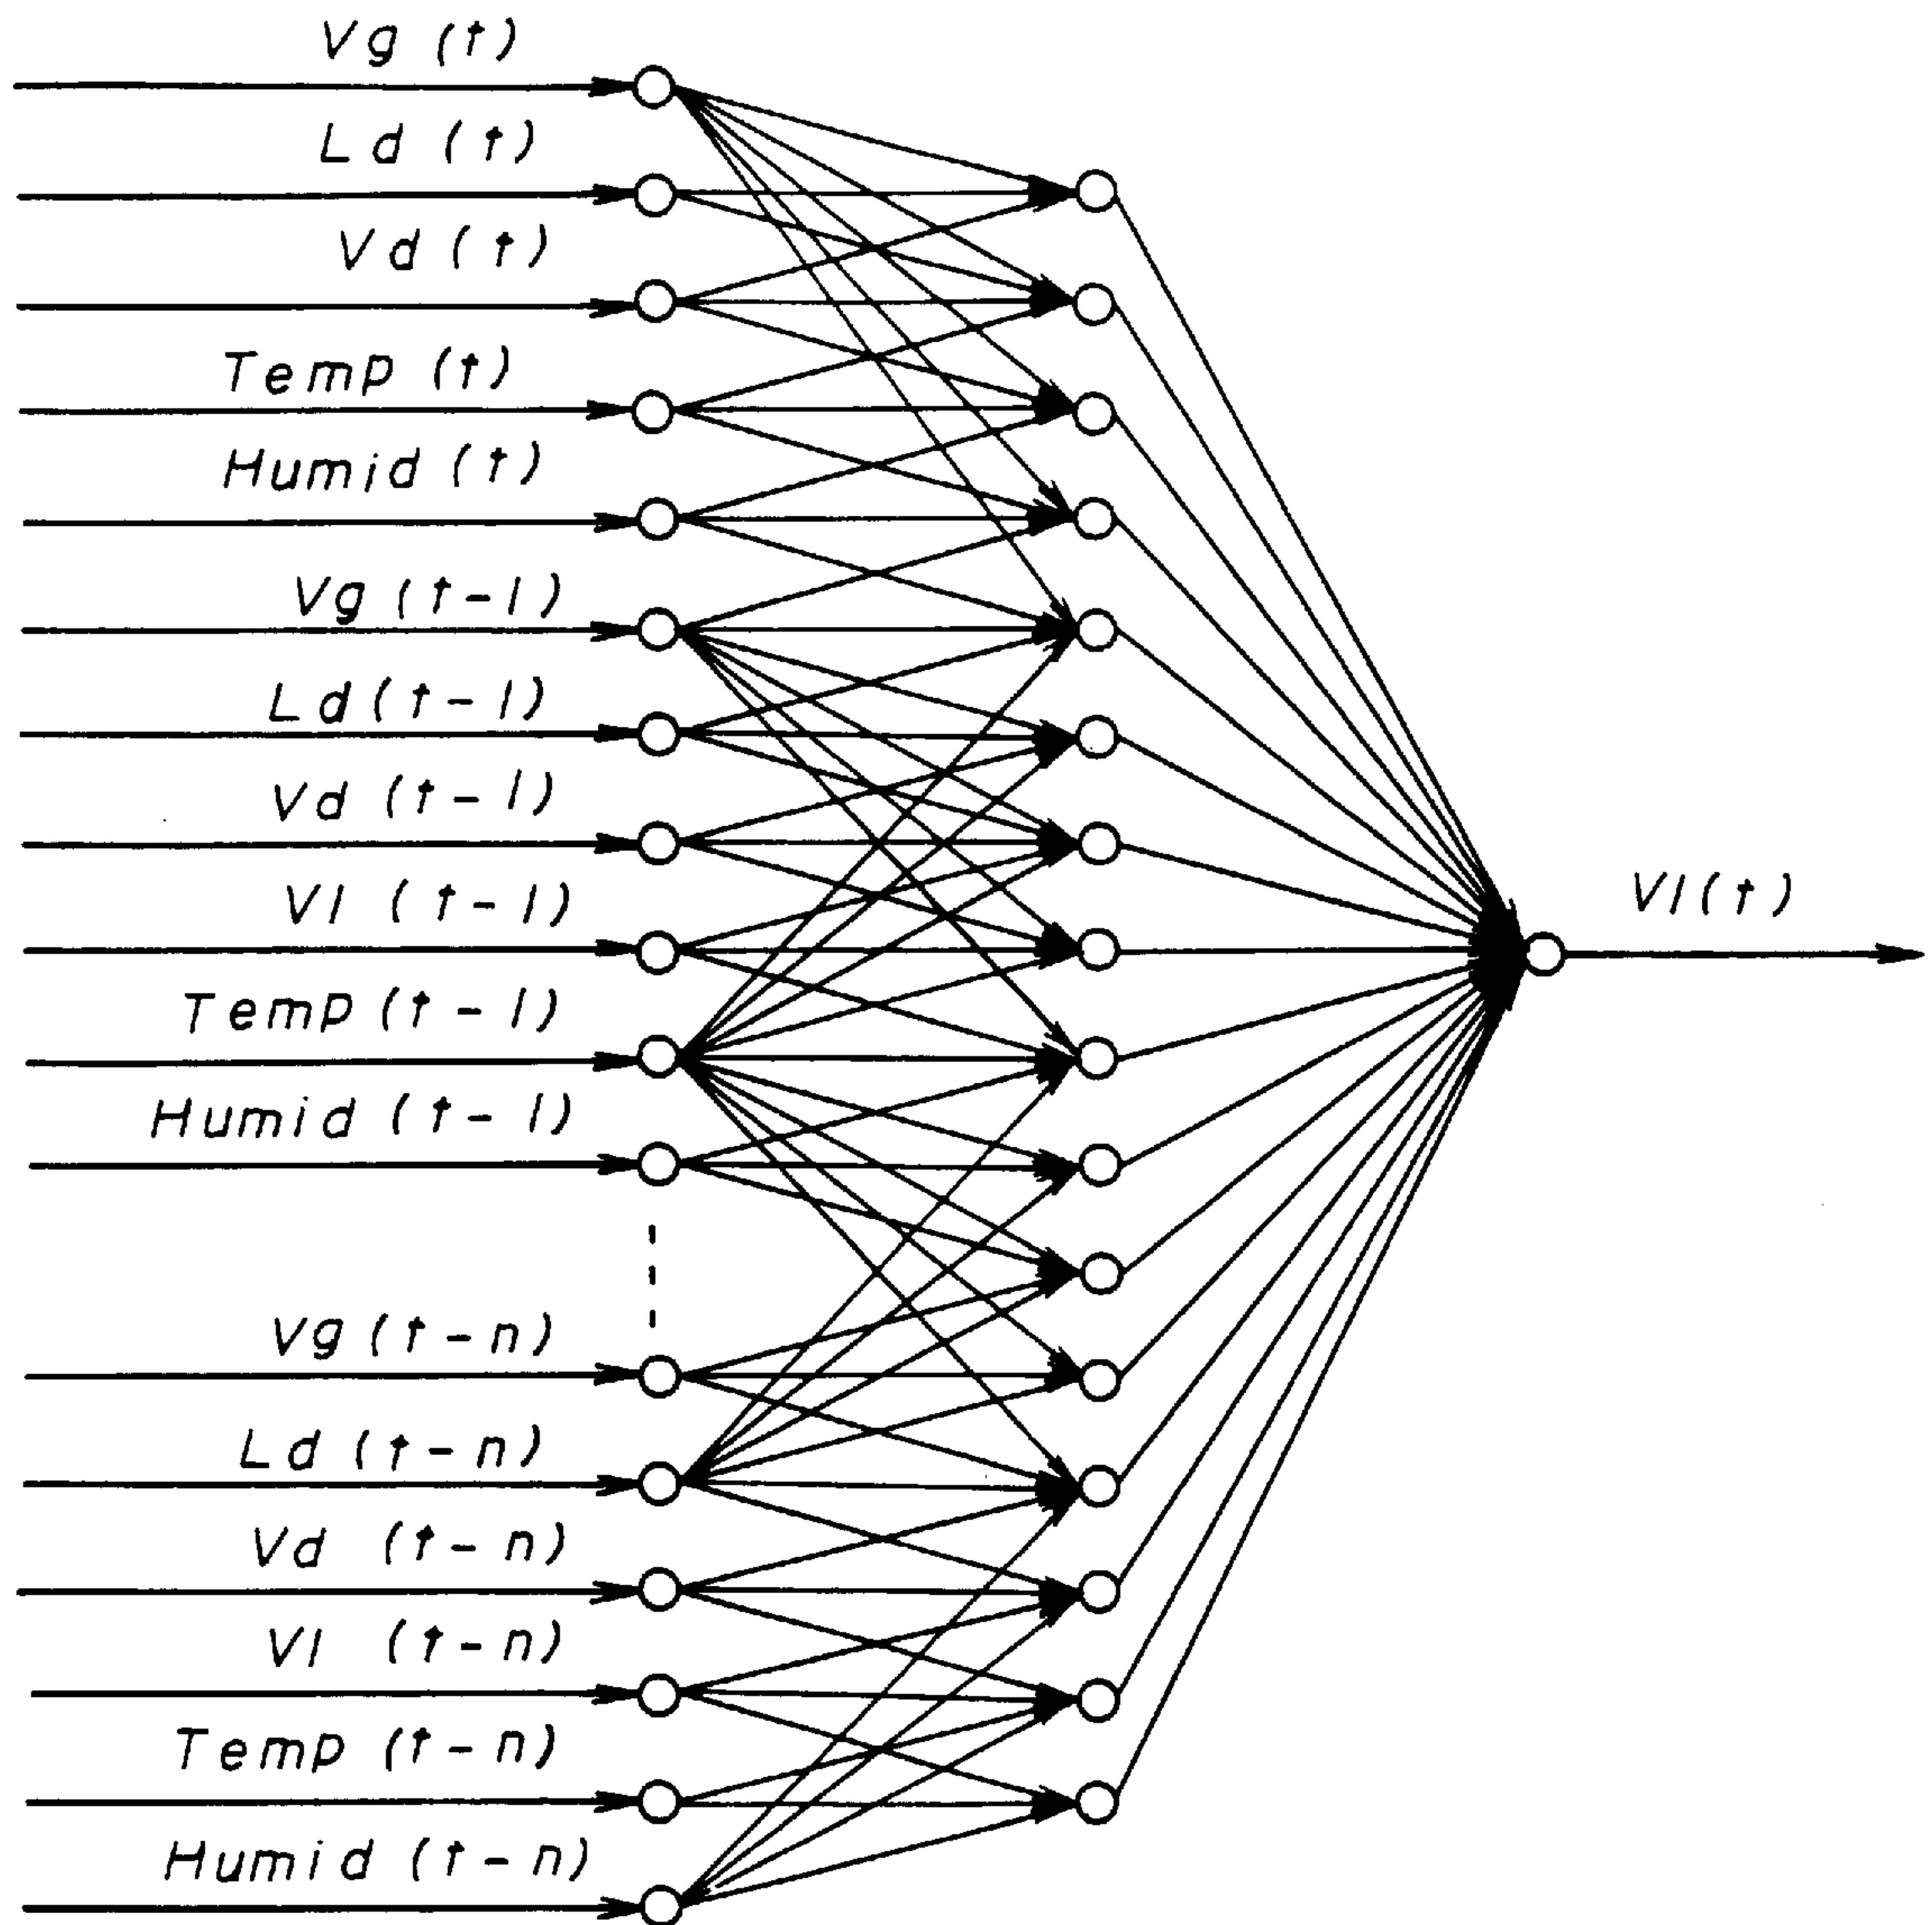 Vg (t)
Ld (t)
Vd (t)
Temp (t)
Humid (t)
Vg (t-1)
Ld (t-1)
Vd (t-1)
Vl (t-1)
Vl (t)
Temp (t-1)
Humid (t-1)
Vg (t-n)
Ld (t-n)
Vd (t-n)
Vl (t-n)
Temp (t-n)
Humid (t-n)